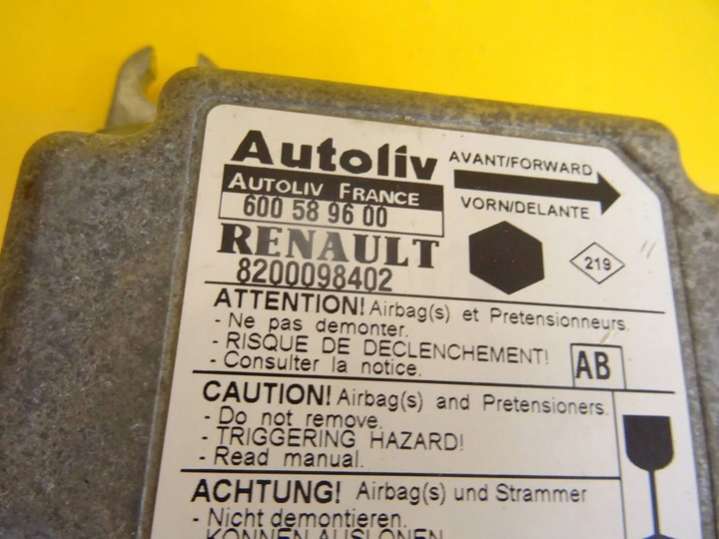 Autoliv
AVANT/FORWARD
AUTOLIV FRANCE
VORN/DELANTE
600 58 96 00
RENAULT
219
8200098402
ATTENTION! Airbag(s) et Pretensionneurs.
- Ne pas demonter.
- RISQUE DE DECLENCHEMENT!
- Consulter la notice.
AB
CAUTION! Airbag(s) and Pretensioners.
- Do not remove.
- TRIGGERING HAZARD!
- Read manual.
ACHTUNG! Airbag(s) und Strammer
- Nicht demontieren.
KONNEN AUSLONEN